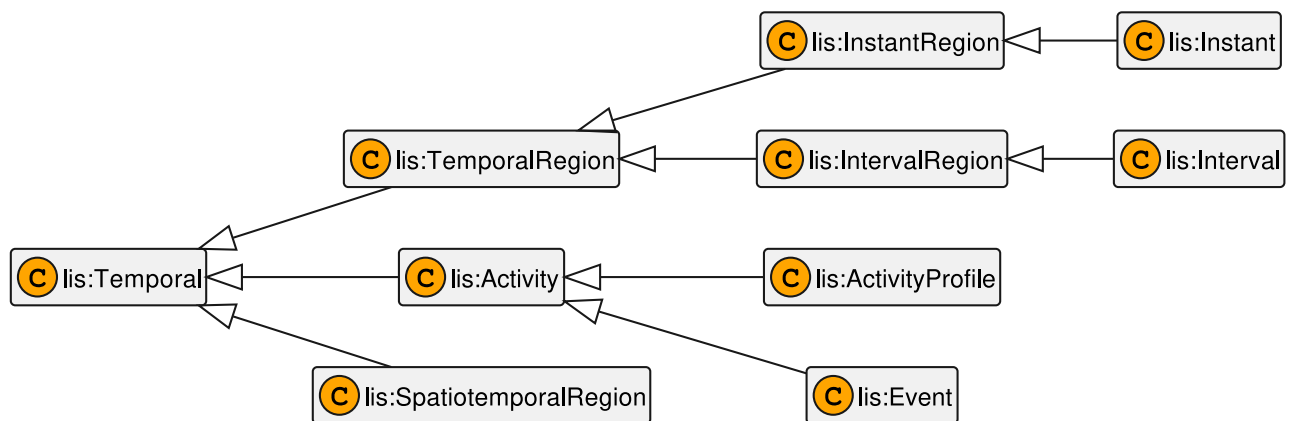 C lis:InstantRegion
C lis:Instant
C lis:TemporalRegion
C lis:IntervalRegion
C lis:Interval
C lis:Temporal
C lis:Activity
C lis:ActivityProfile
C lis:SpatiotemporalRegion
C lis:Event